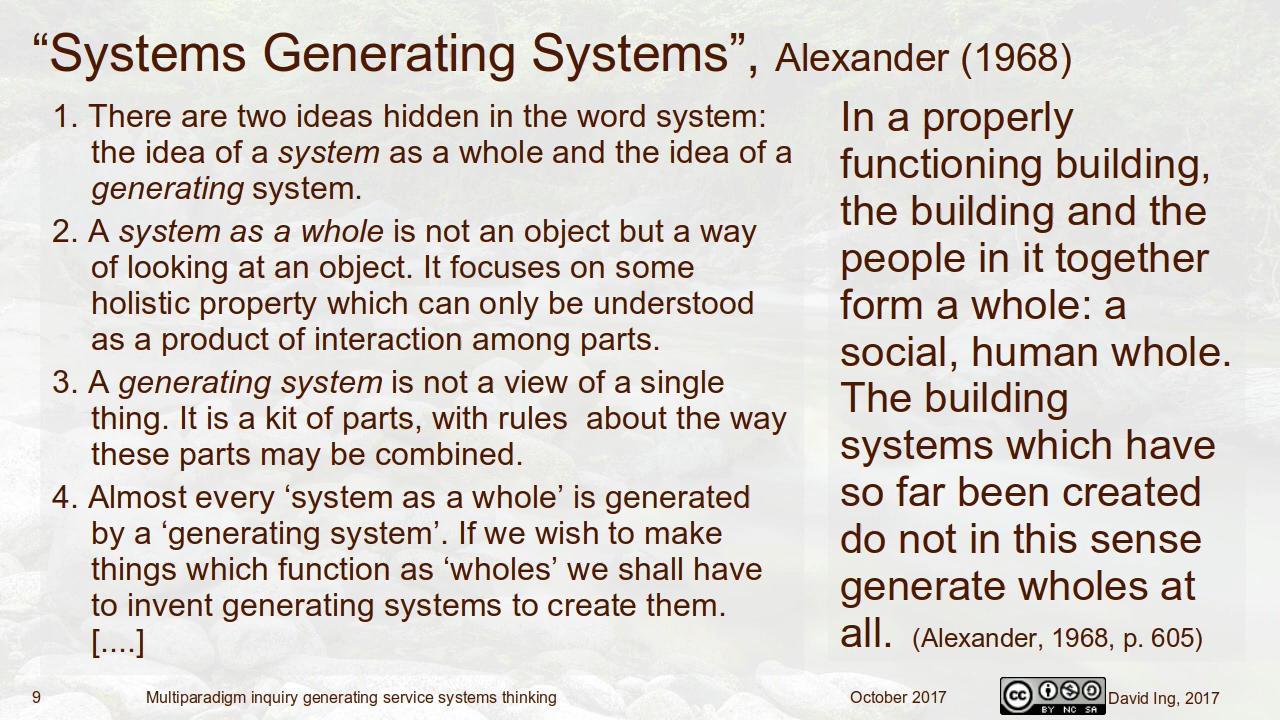 “Systems Generating Systems”, Alexander (1968)
1. There are two ideas hidden in the word system:
the idea of a system as a whole and the idea of a
generating system.
2. A system as a whole is not an object but a way
of looking at an object. It focuses on some
holistic property which can only be understood
as a product of interaction among parts.
3. A generating system is not a view of a single
thing. It is a kit of parts, with rules  about the way
these parts may be combined.
4. Almost every ‘system as a whole’ is generated
by a ‘generating system’. If we wish to make
things which function as ‘wholes’ we shall have
to invent generating systems to create them.
[....]
In a properly
functioning building,
the building and the
people in it together
form a whole: a
social, human whole.
The building
systems which have
so far been created
do not in this sense
generate wholes at
all. (Alexander, 1968, p. 605)
9
Multiparadigm inquiry generating service systems thinking
October 2017
cc BY NC SA
David Ing, 2017